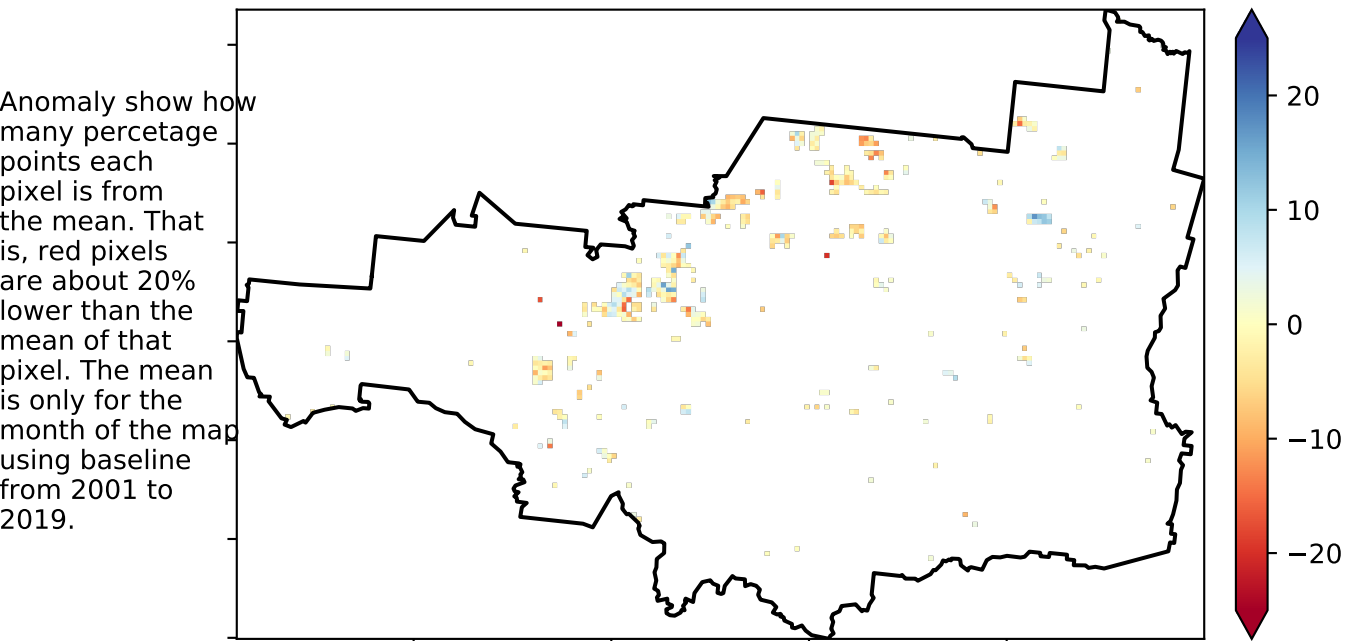 Anomaly show how
many percetage
points each
pixel is from
the mean. That
is, red pixels
are about 20%
lower than the
mean of that
pixel. The mean
is only for the
month of the map
using baseline
from 2001 to
2019.
20
10
0
−10
−20